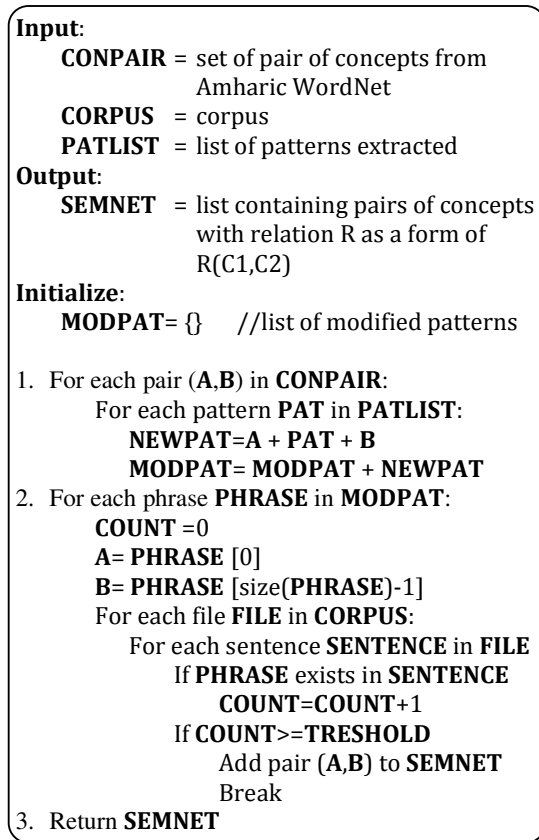 Input:
CONPAIR = set of pair of concepts from
Amharic WordNet
CORPUS = corpus
PATLIST = list of patterns extracted
Output:
SEMNET = list containing pairs of concepts
with relation R as a form of
R(C1,C2)
Initialize:
MODPAT= {} //list of modified patterns
1. For each pair (A,B) in CONPAIR:
For each pattern PAT in PATLIST:
NEWPAT=A + PAT + B
MODPAT= MODPAT + NEWPAT
2. For each phrase PHRASE in MODPAT:
COUNT =0
A= PHRASE [0]
B= PHRASE [size(PHRASE)-1]
For each file FILE in CORPUS:
For each sentence SENTENCE in FILE
If PHRASE exists in SENTENCE
COUNT=COUNT+1
If COUNT>=TRESHOLD
Add pair (A,B) to SEMNET
Break
3. Return SEMNET